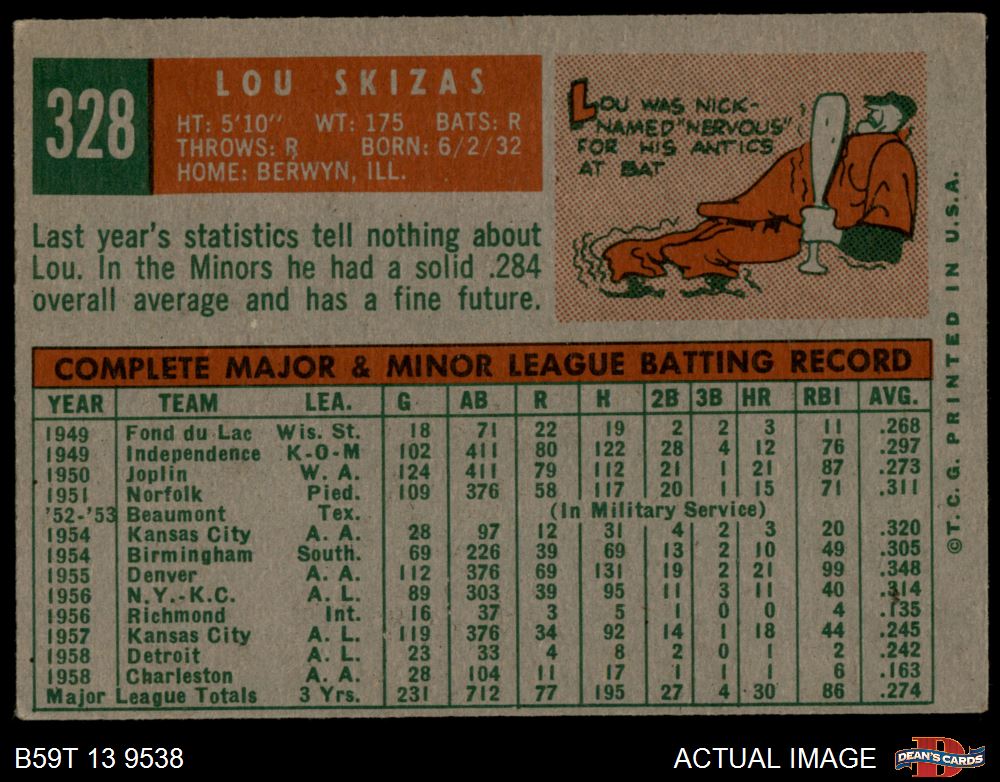 328
LOU SKIZAS
HT: 5'10" WT: 175 BATS: R
THROWS: R BORN: 6/2/32
HOME: BERWYN, ILL.
LOU WAS NICK-
NAMED "NERVOUS"
FOR HIS ANTICS
AT BAT
Last year's statistics tell nothing about
Lou. In the Minors he had a solid .284
overall average and has a fine future.
COMPLETE MAJOR & MINOR LEAGUE BATTING RECORD
YEAR TEAM LEA. G AB R H 2B 3B HR RBI AVG.
1949 Fond du Lac Wis. St. 18 71 22 19 2 2 3 11 .268
1949 Independence K-O-M 102 411 80 122 28 4 12 76 .297
1950 Joplin W. A. 124 411 79 112 21 1 21 87 .273
1951 Norfolk Pied. 109 376 58 117 20 1 15 71 .311
'52-'53 Beaumont Tex. (In Military Service)
1954 Kansas City A. A. 28 97 12 31 4 2 3 20 .320
1954 Birmingham South. 69 226 39 69 13 2 10 49 .305
1955 Denver A. A. 112 376 69 131 19 2 21 99 .348
1956 N.Y.-K.C. A. L. 89 303 39 95 11 3 11 40 .314
1956 Richmond Int. 16 37 3 5 1 0 0 4 .135
1957 Kansas City A. L. 119 376 34 92 14 1 18 44 .245
1958 Detroit A. L. 23 33 4 8 2 0 1 2 .242
1958 Charleston A. A. 28 104 11 17 1 1 1 6 .163
Major League Totals 3 Yrs. 231 712 77 195 27 4 30 86 .274
© T. C. G. PRINTED IN U.S.A.
B59T 13 9538
ACTUAL IMAGE
DEAN'S CARDS